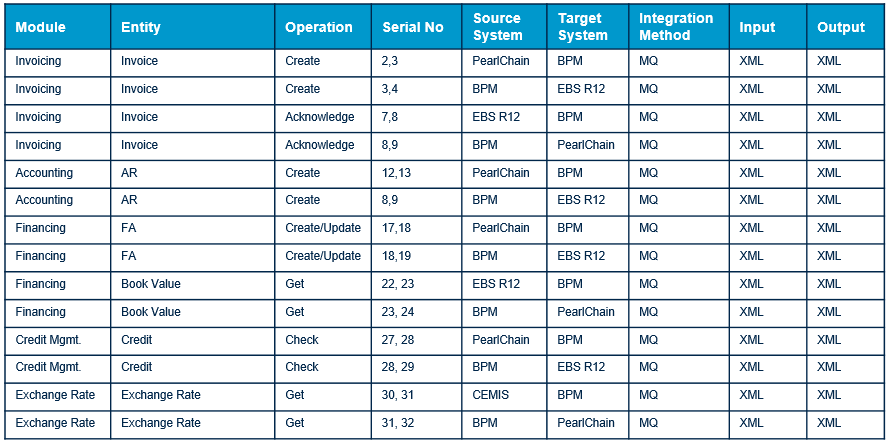 Module Entity Operation Serial No Source System Target System Integration Method Input Output
Invoicing Invoice Create 2,3 PearlChain BPM MQ XML XML
Invoicing Invoice Create 3,4 BPM EBS R12 MQ XML XML
Invoicing Invoice Acknowledge 7,8 EBS R12 BPM MQ XML XML
Invoicing Invoice Acknowledge 8,9 BPM PearlChain MQ XML XML
Accounting AR Create 12,13 PearlChain BPM MQ XML XML
Accounting AR Create 8,9 BPM EBS R12 MQ XML XML
Financing FA Create/Update 17,18 PearlChain BPM MQ XML XML
Financing FA Create/Update 18,19 BPM EBS R12 MQ XML XML
Financing Book Value Get 22, 23 EBS R12 BPM MQ XML XML
Financing Book Value Get 23, 24 BPM PearlChain MQ XML XML
Credit Mgmt. Credit Check 27, 28 PearlChain BPM MQ XML XML
Credit Mgmt. Credit Check 28, 29 BPM EBS R12 MQ XML XML
Exchange Rate Exchange Rate Get 30, 31 CEMIS BPM MQ XML XML
Exchange Rate Exchange Rate Get 31, 32 BPM PearlChain MQ XML XML